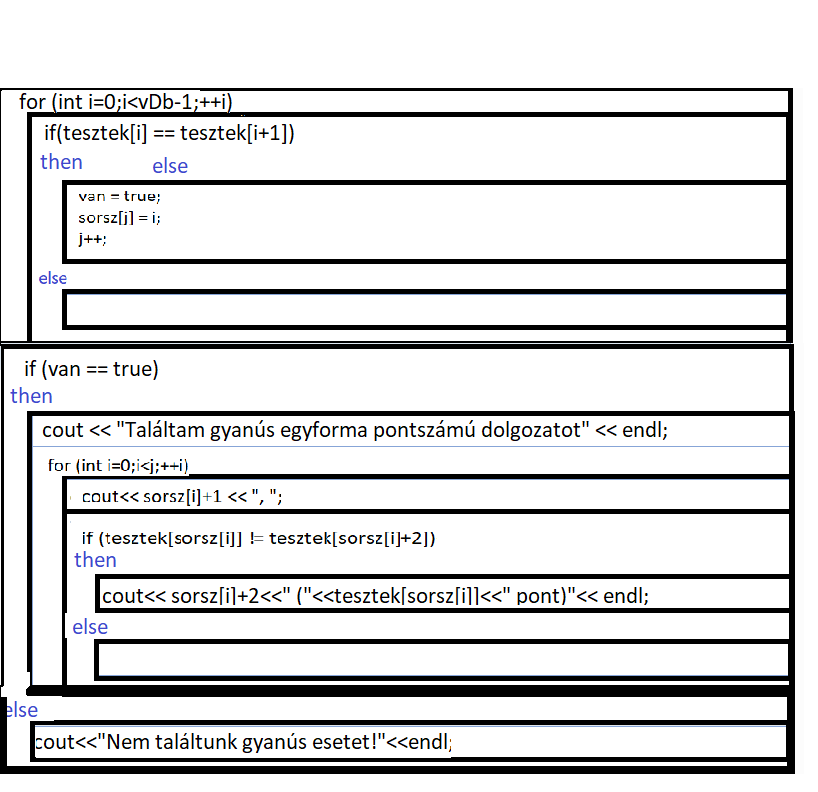 for (int i=0;i<vDb-1;++i)
if(tesztek[i] == tesztek[i+1])
then else
van = true;
sorsz[j] = i;
j++;
else
if (van == true)
then
cout << "Találtam gyanús egyforma pontszámú dolgozatot" << endl;
for (int i=0;i<j;++i)
cout<< sorsz[i]+1 << ", ";
if (tesztek[sorsz[i]] != tesztek[sorsz[i]+2])
then
cout<< sorsz[i]+2<<" ("<<tesztek[sorsz[i]]<<" pont)"<< endl;
else
else
cout<<"Nem találtunk gyanús esetet!"<<endl;